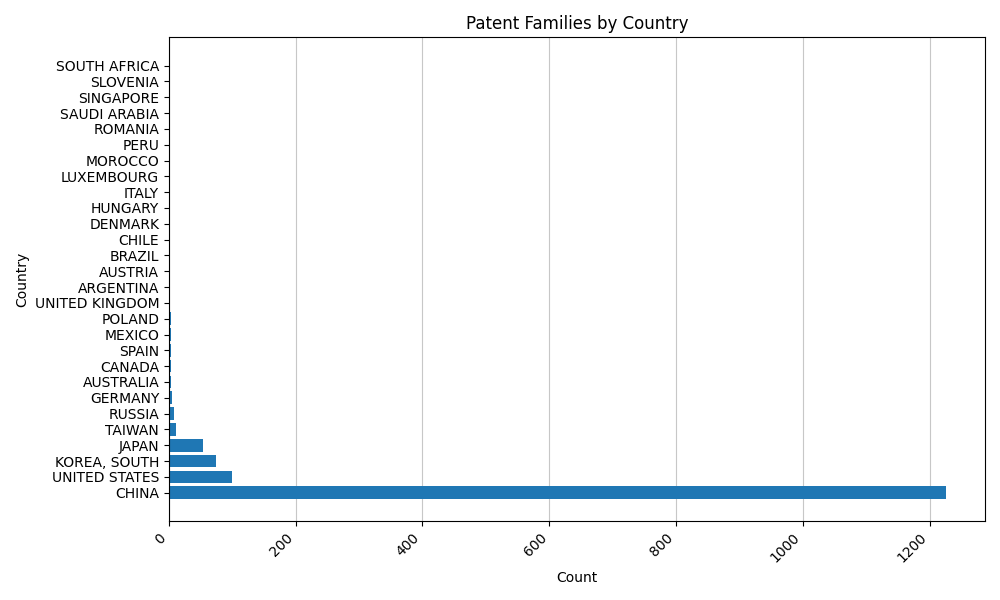 Patent Families by Country
Country
SOUTH AFRICA
SLOVENIA
SINGAPORE
SAUDI ARABIA
ROMANIA
PERU
MOROCCO
LUXEMBOURG
ITALY
HUNGARY
DENMARK
CHILE
BRAZIL
AUSTRIA
ARGENTINA
UNITED KINGDOM
POLAND
MEXICO
SPAIN
CANADA
AUSTRALIA
GERMANY
RUSSIA
TAIWAN
JAPAN
KOREA, SOUTH
UNITED STATES
CHINA
0 200 400 600 800 1000 1200
Count